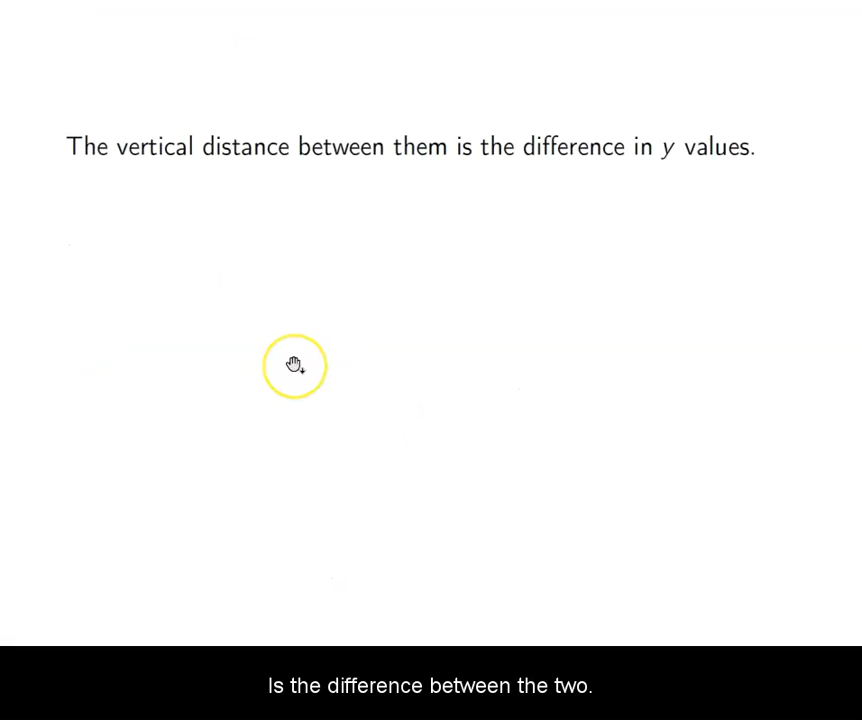 The vertical distance between them is the difference in y values.
Is the difference between the two.